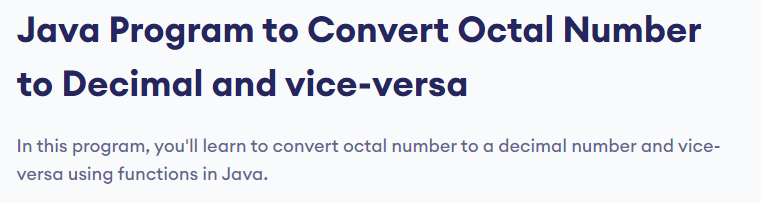 Java Program to Convert Octal Number
to Decimal and vice-versa
In this program, you'll learn to convert octal number to a decimal number and vice-
versa using functions in Java.